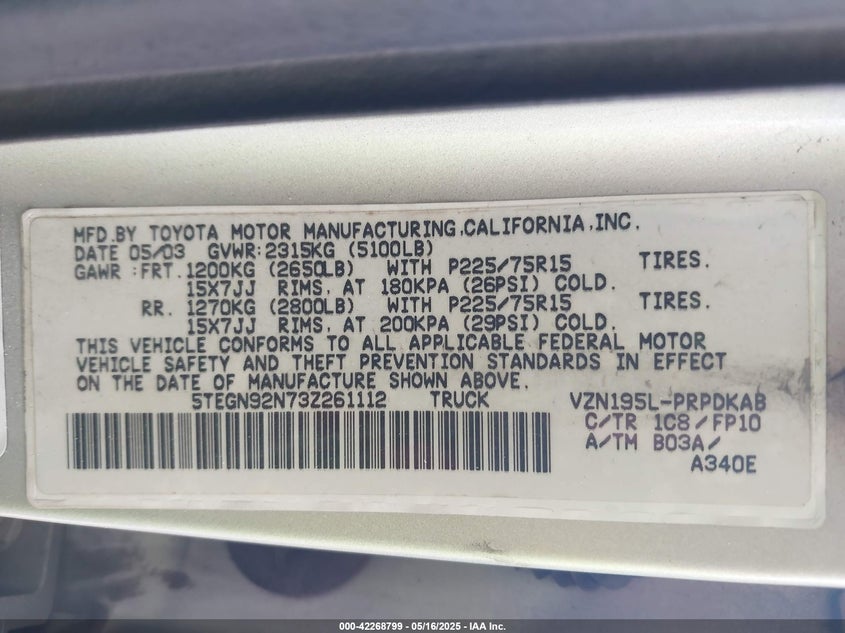 MFD.BY TOYOTA MOTOR MANUFACTURING,CALIFORNIA,INC.
DATE 05/03 GVWR:2315KG (5100LB)
GAWR :FRT. 1200KG (2650LB) WITH P225/75R15 TIRES.
15X7JJ RIMS, AT 180KPA (26PSI) COLD.
RR. 1270KG (2800LB) WITH P225/75R15 TIRES.
15X7JJ RIMS, AT 200KPA (29PSI) COLD.
THIS VEHICLE CONFORMS TO ALL APPLICABLE FEDERAL MOTOR
VEHICLE SAFETY AND THEFT PREVENTION STANDARDS IN EFFECT
ON THE DATE OF MANUFACTURE SHOWN ABOVE.
5TEGN92N73Z261112 TRUCK VZN195L-PRPDKAB
C/TR 1C8/FP10
A/TM B03A/
A340E
000-42268799 - 05/16/2025 - IAA Inc.